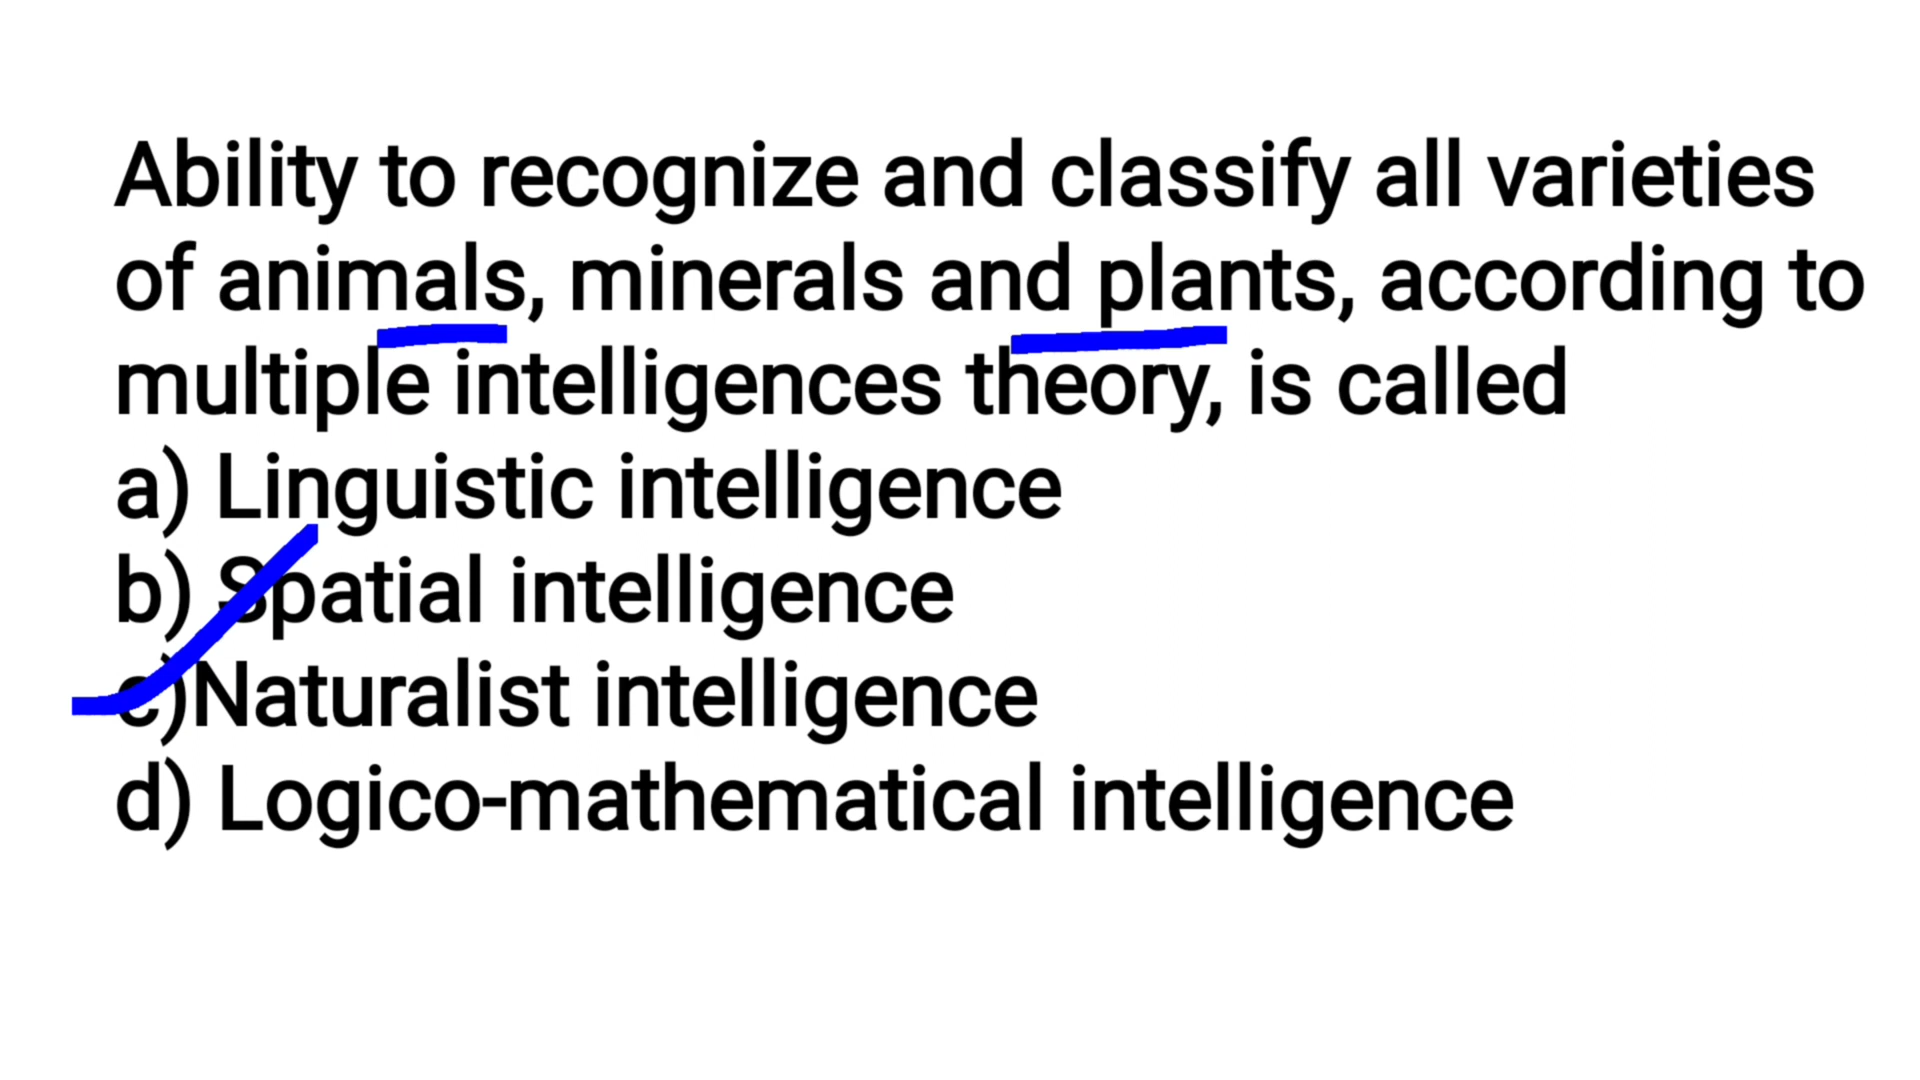 Ability to recognize and classify all varieties
of animals, minerals and plants, according to
multiple intelligences theory, is called
a) Linguistic intelligence
b) Spatial intelligence
c)Naturalist intelligence
d) Logico-mathematical intelligence